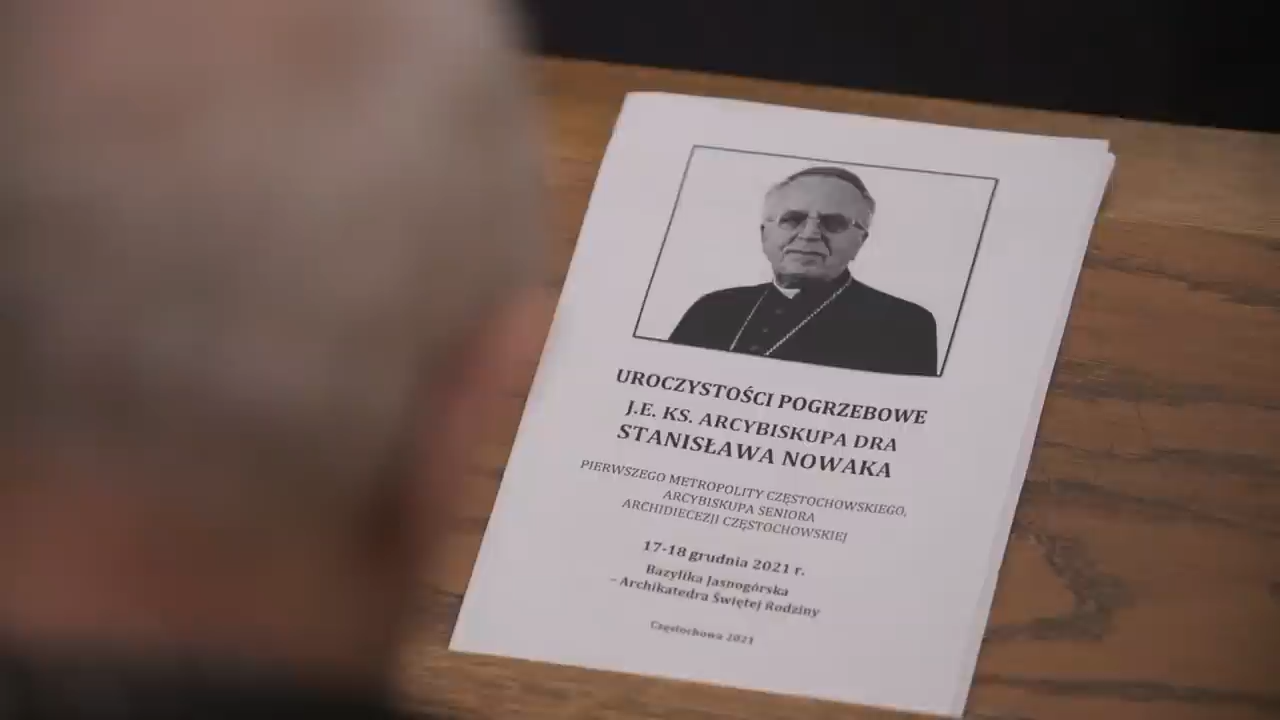 UROCZYSTOŚCI POGRZEBOWE
J.E. KS. ARCYBISKUPA DRA
STANISŁAWA NOWAKA
PIERWSZEGO METROPOLITY CZĘSTOCHOWSKIEGO,
ARCYBISKUPA SENIORA
ARCHIDIECEZJI CZĘSTOCHOWSKIEJ
17-18 grudnia 2021 r.
Bazylika Jasnogórska
– Archikatedra Świętej Rodziny
Częstochowa 2021